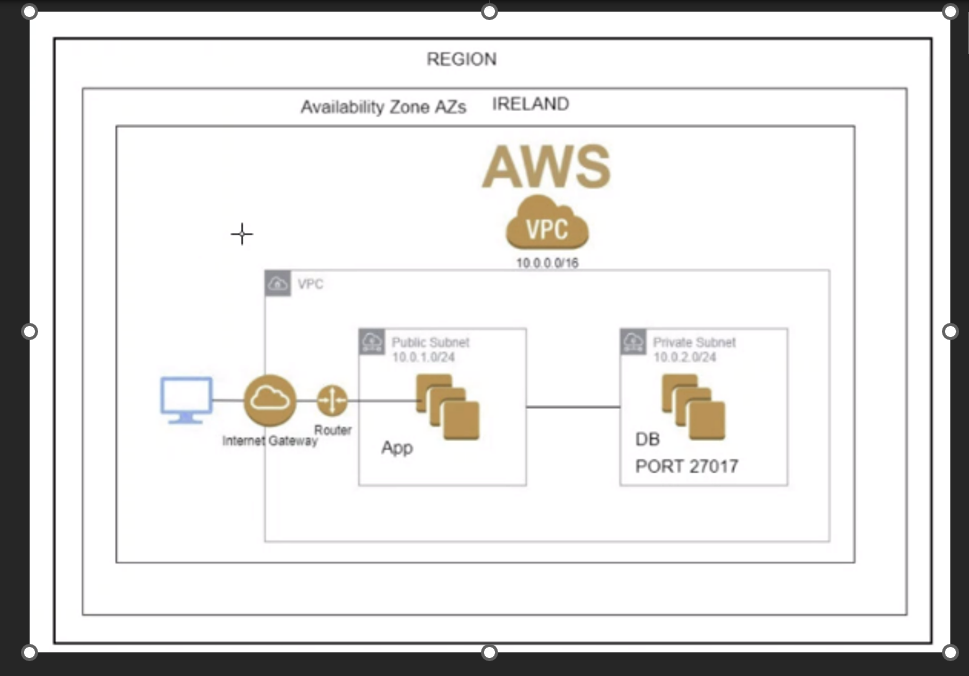 REGION
Availability Zone AZs IRELAND
AWS
VPC
10.0.0.0/16
VPC
Public Subnet
10.0.1.0/24
Private Subnet
10.0.2.0/24
Internet Gateway
Router
App
DB
PORT 27017